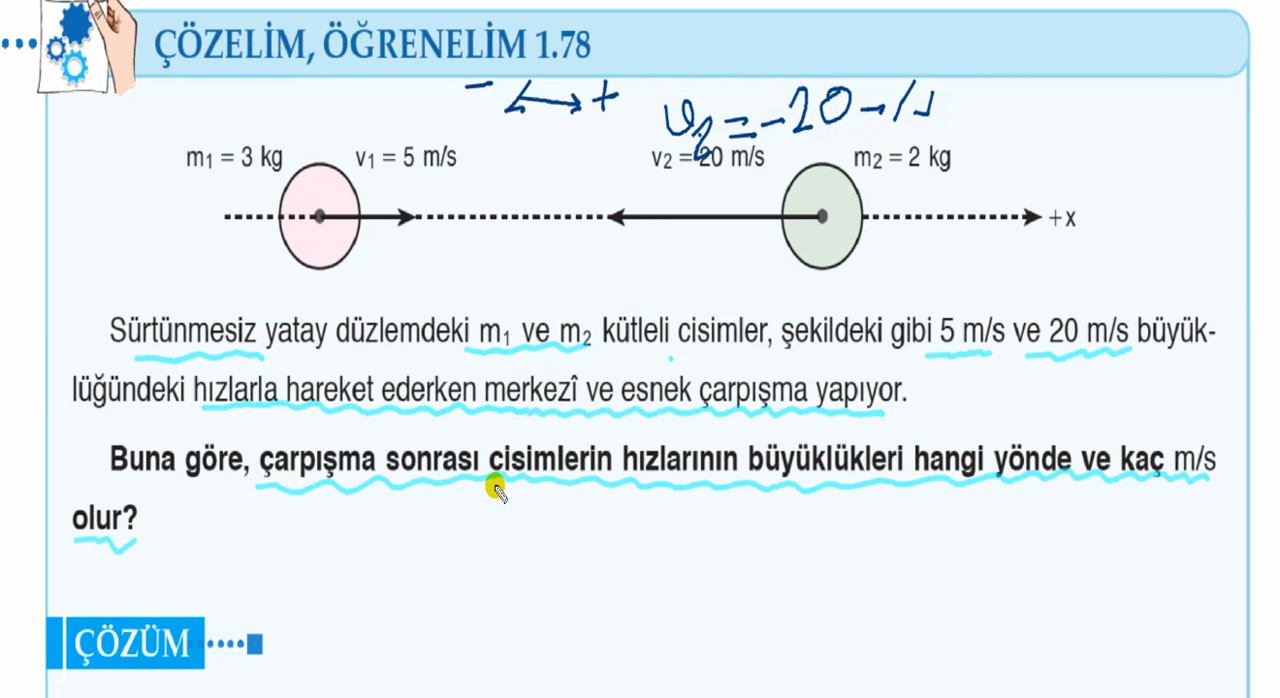 ÇÖZELİM, ÖĞRENELİM 1.78
- ↔ + v₂ = -20 m/s
m₁ = 3 kg v₁ = 5 m/s v₂ = 20 m/s m₂ = 2 kg
+x
Sürtünmesiz yatay düzlemdeki m₁ ve m₂ kütleli cisimler, şekildeki gibi 5 m/s ve 20 m/s büyük-
lüğündeki hızlarla hareket ederken merkezî ve esnek çarpışma yapıyor.
Buna göre, çarpışma sonrası cisimlerin hızlarının büyüklükleri hangi yönde ve kaç m/s
olur?
ÇÖZÜM